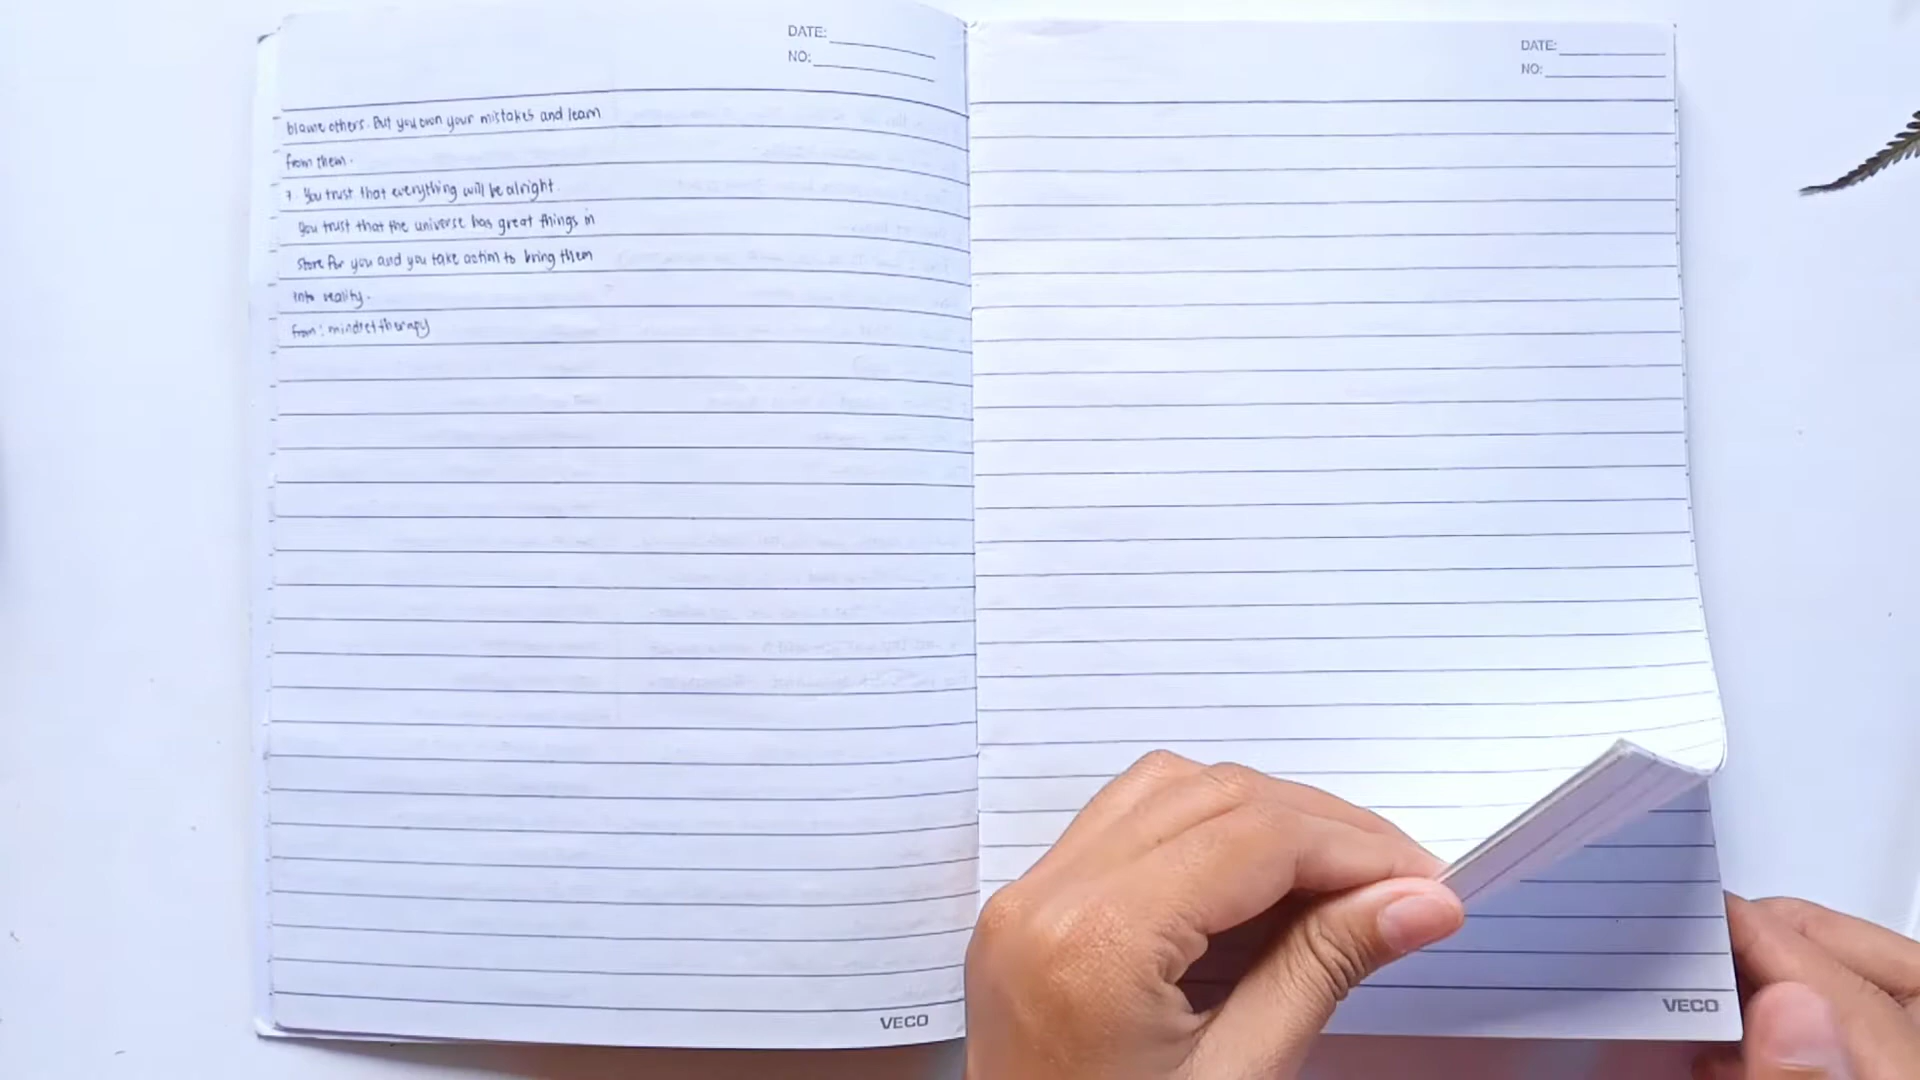 DATE:
NO:
blame others. But you own your mistakes and learn
from them.
7. You trust that everything will be alright.
You trust that the universe has great things in
store for you and you take action to bring them
into reality.
from: mindset therapy
VECO
DATE:
NO:
VECO